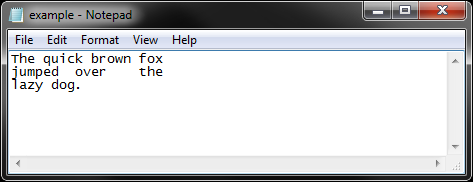 example - Notepad
File Edit Format View Help
The quick brown fox
jumped  over    the
lazy dog.